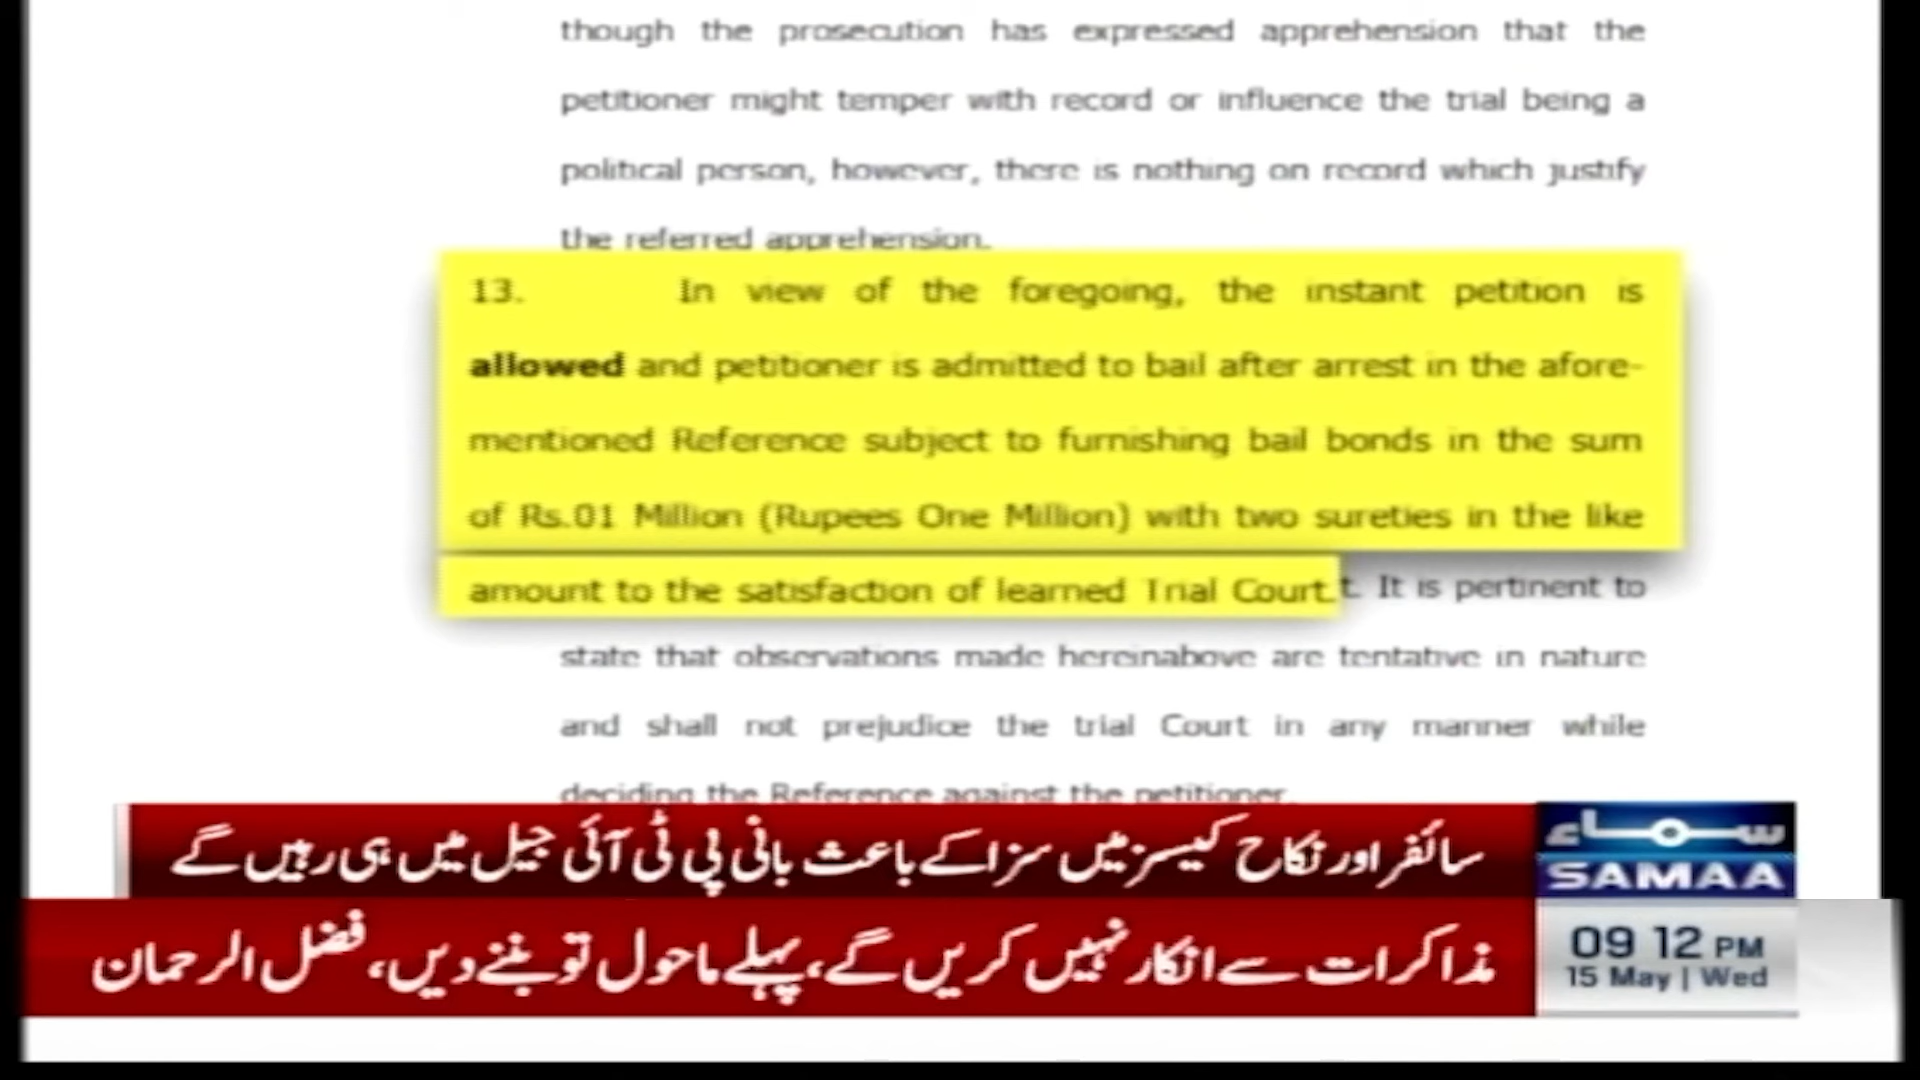 though the prosecution has expressed apprehension that the
petitioner might temper with record or influence the trial being a
political person, however, there is nothing on record which justify
the referred apprehension.
13. In view of the foregoing, the instant petition is
allowed and petitioner is admitted to bail after arrest in the afore-
mentioned Reference subject to furnishing bail bonds in the sum
of Rs.01 Million (Rupees One Million) with two sureties in the like
amount to the satisfaction of learned Trial Court.t. It is pertinent to
state that observations made hereinabove are tentative in nature
and shall not prejudice the trial Court in any manner while
deciding the Reference against the petitioner.
سائفر اور نکاح کیسز میں سزا کے باعث بانی پی ٹی آئی جیل میں ہی رہیں گے
سماء
SAMAA
مذاکرات سے انکار نہیں کریں گے، پہلے ماحول تو بننے دیں، فضل الرحمان
09 12 PM
15 May | Wed